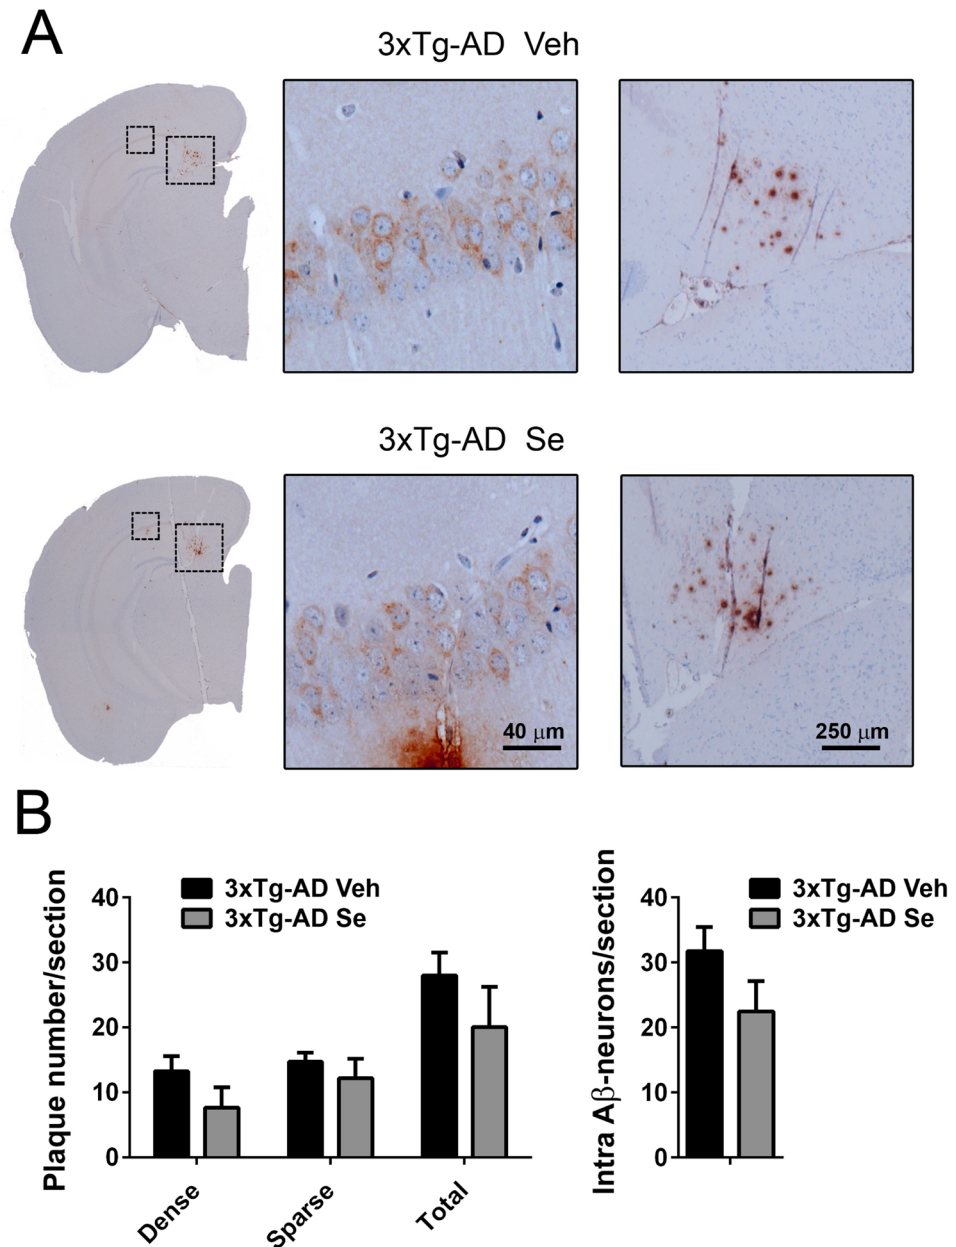 A
3xTg-AD Veh
3xTg-AD Se
40 μm
250 μm
B
Plaque number/section
40
30
20
10
0
3xTg-AD Veh
3xTg-AD Se
Dense
Sparse
Total
Intra Aβ-neurons/section
40
30
20
10
0
3xTg-AD Veh
3xTg-AD Se